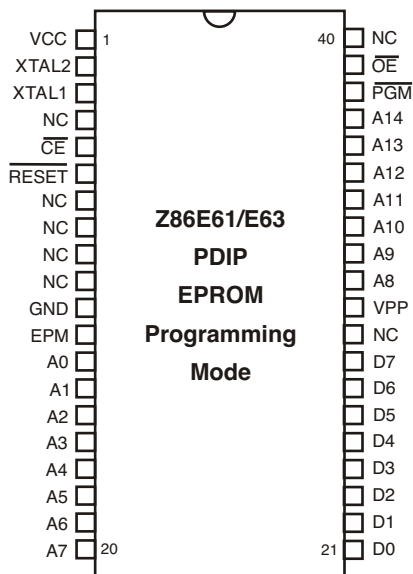 VCC 1 40 NC
XTAL2 OE
XTAL1 PGM
NC A14
CE A13
RESET A12
NC A11
NC A10
NC A9
NC A8
GND VPP
EPM NC
A0 D7
A1 D6
A2 D5
A3 D4
A4 D3
A5 D2
A6 D1
A7 20 21 D0
Z86E61/E63
PDIP
EPROM
Programming
Mode